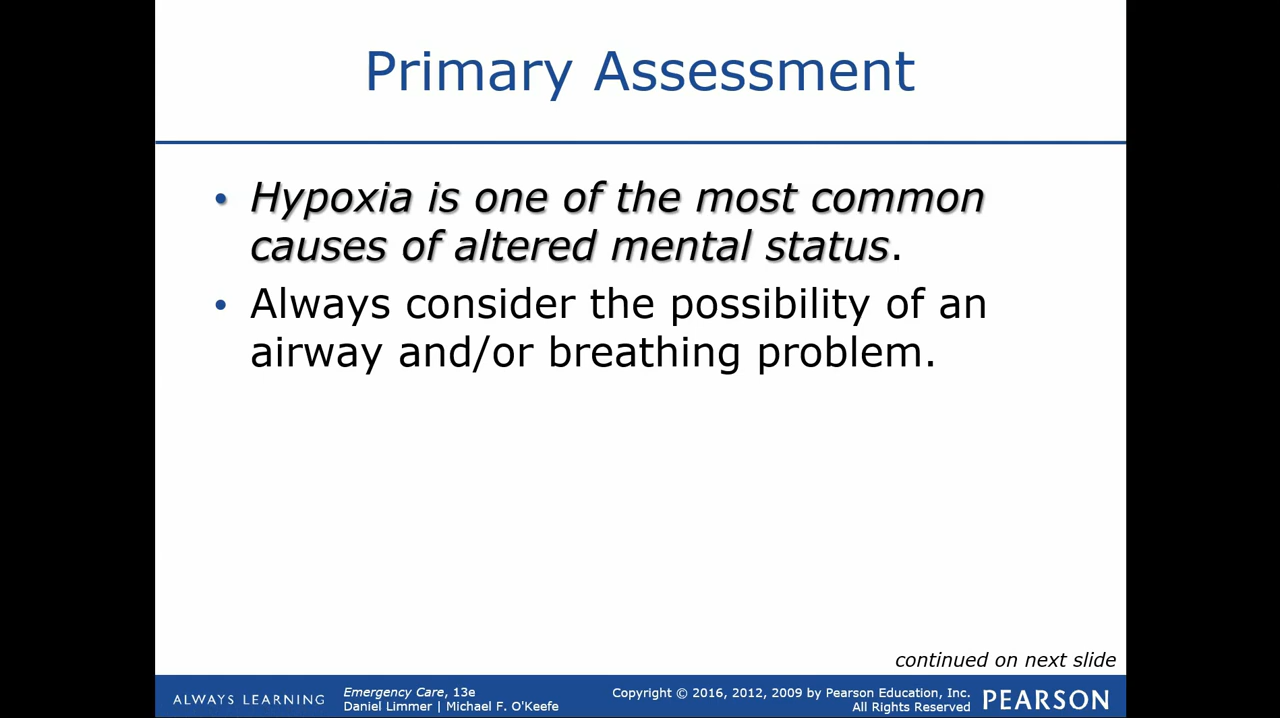 Primary Assessment
• Hypoxia is one of the most common
causes of altered mental status.
• Always consider the possibility of an
airway and/or breathing problem.
continued on next slide
ALWAYS LEARNING
Emergency Care, 13e
Daniel Limmer | Michael F. O'Keefe
Copyright © 2016, 2012, 2009 by Pearson Education, Inc.
All Rights Reserved
PEARSON